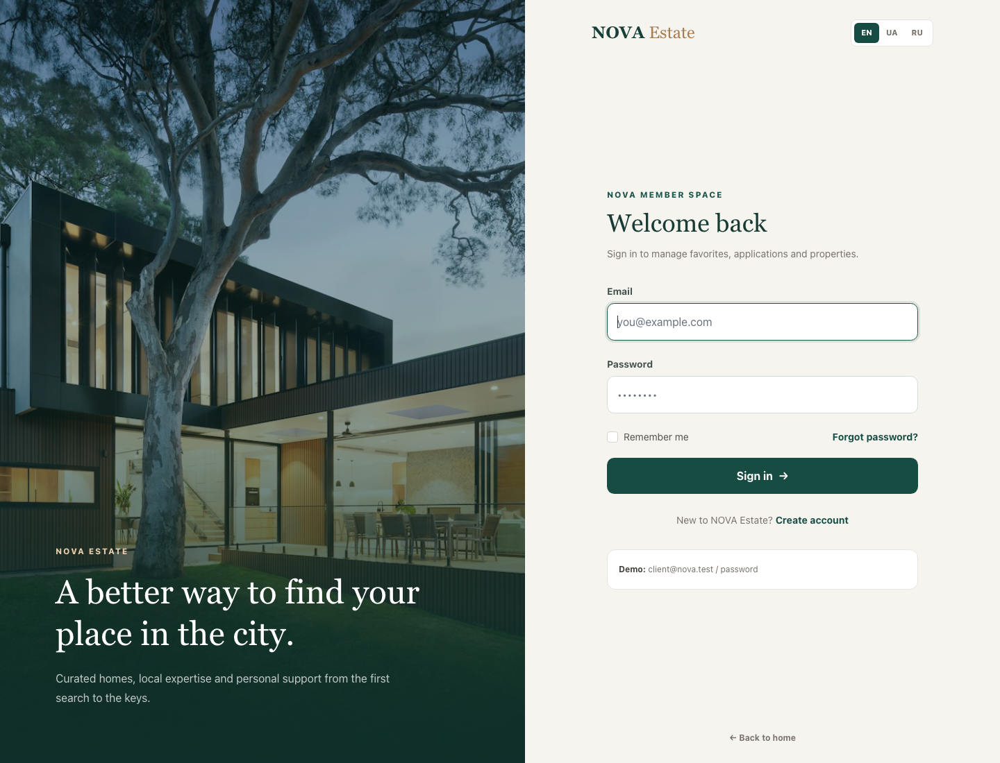 NOVA ESTATE
A better way to find your
place in the city.
Curated homes, local expertise and personal support from the first
search to the keys.
NOVA Estate
EN UA RU
NOVA MEMBER SPACE
Welcome back
Sign in to manage favorites, applications and properties.
Email
you@example.com
Password
••••••••
Remember me
Forgot password?
Sign in →
New to NOVA Estate? Create account
Demo: client@nova.test / password
← Back to home